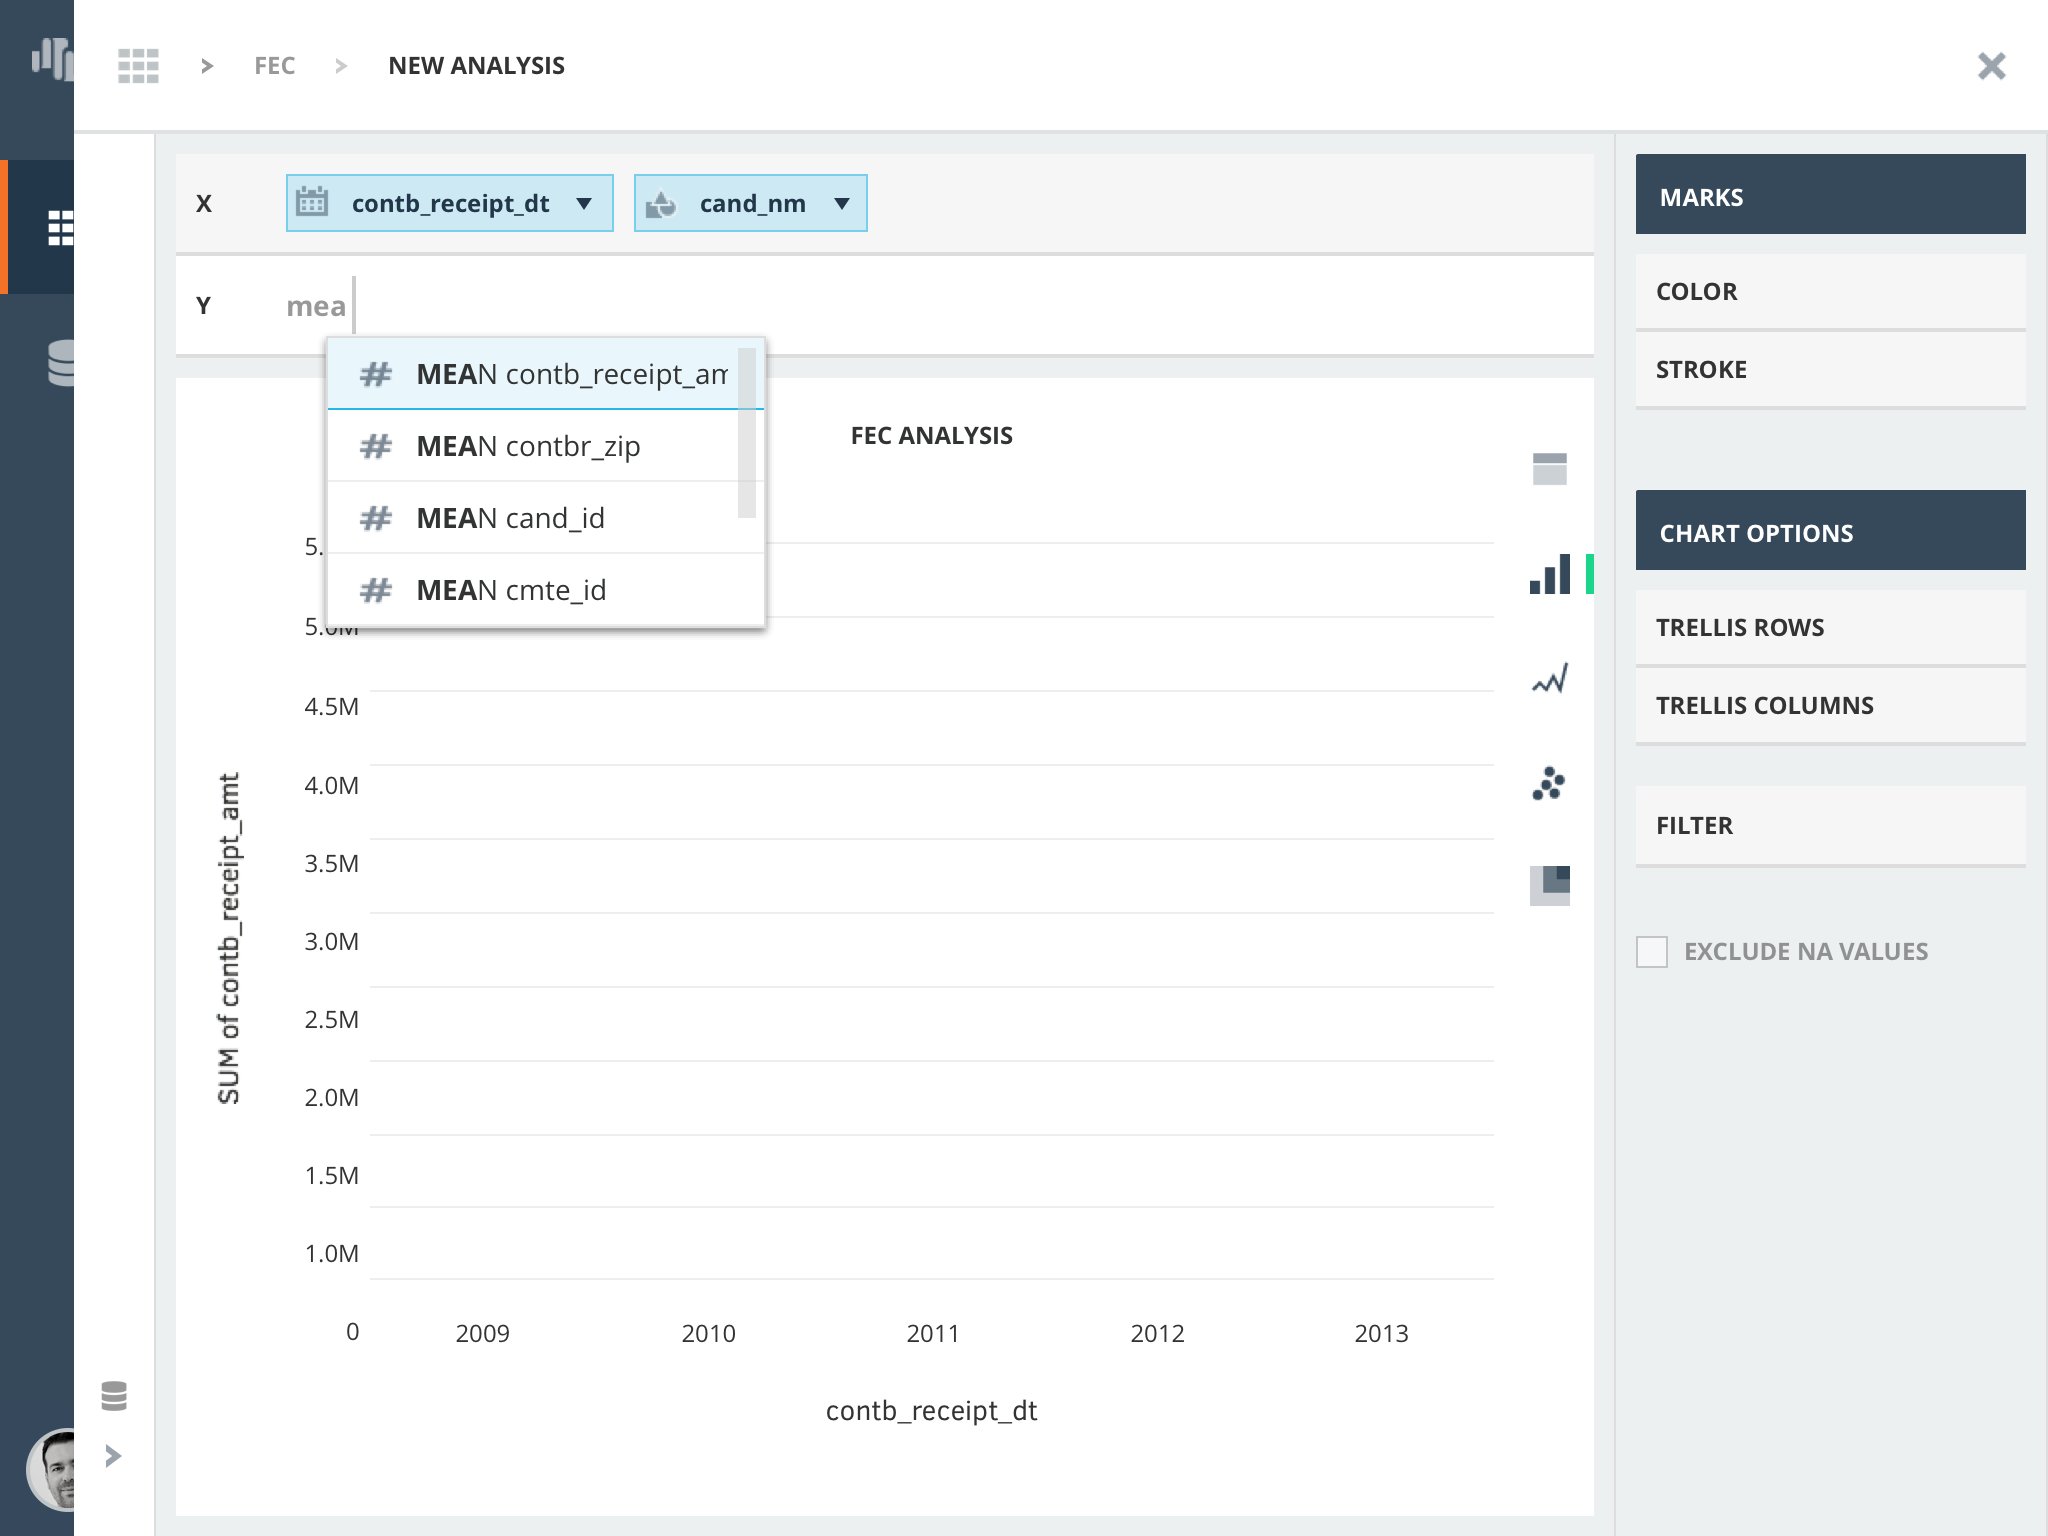 FEC
NEW ANALYSIS
X
contb_receipt_dt
cand_nm
Y
mea
MEAN contb_receipt_am
MEAN contbr_zip
MEAN cand_id
MEAN cmte_id
FEC ANALYSIS
5.
5.0M
4.5M
4.0M
3.5M
3.0M
2.5M
2.0M
1.5M
1.0M
0
SUM of contb_receipt_amt
2009
2010
2011
2012
2013
contb_receipt_dt
MARKS
COLOR
STROKE
CHART OPTIONS
TRELLIS ROWS
TRELLIS COLUMNS
FILTER
EXCLUDE NA VALUES